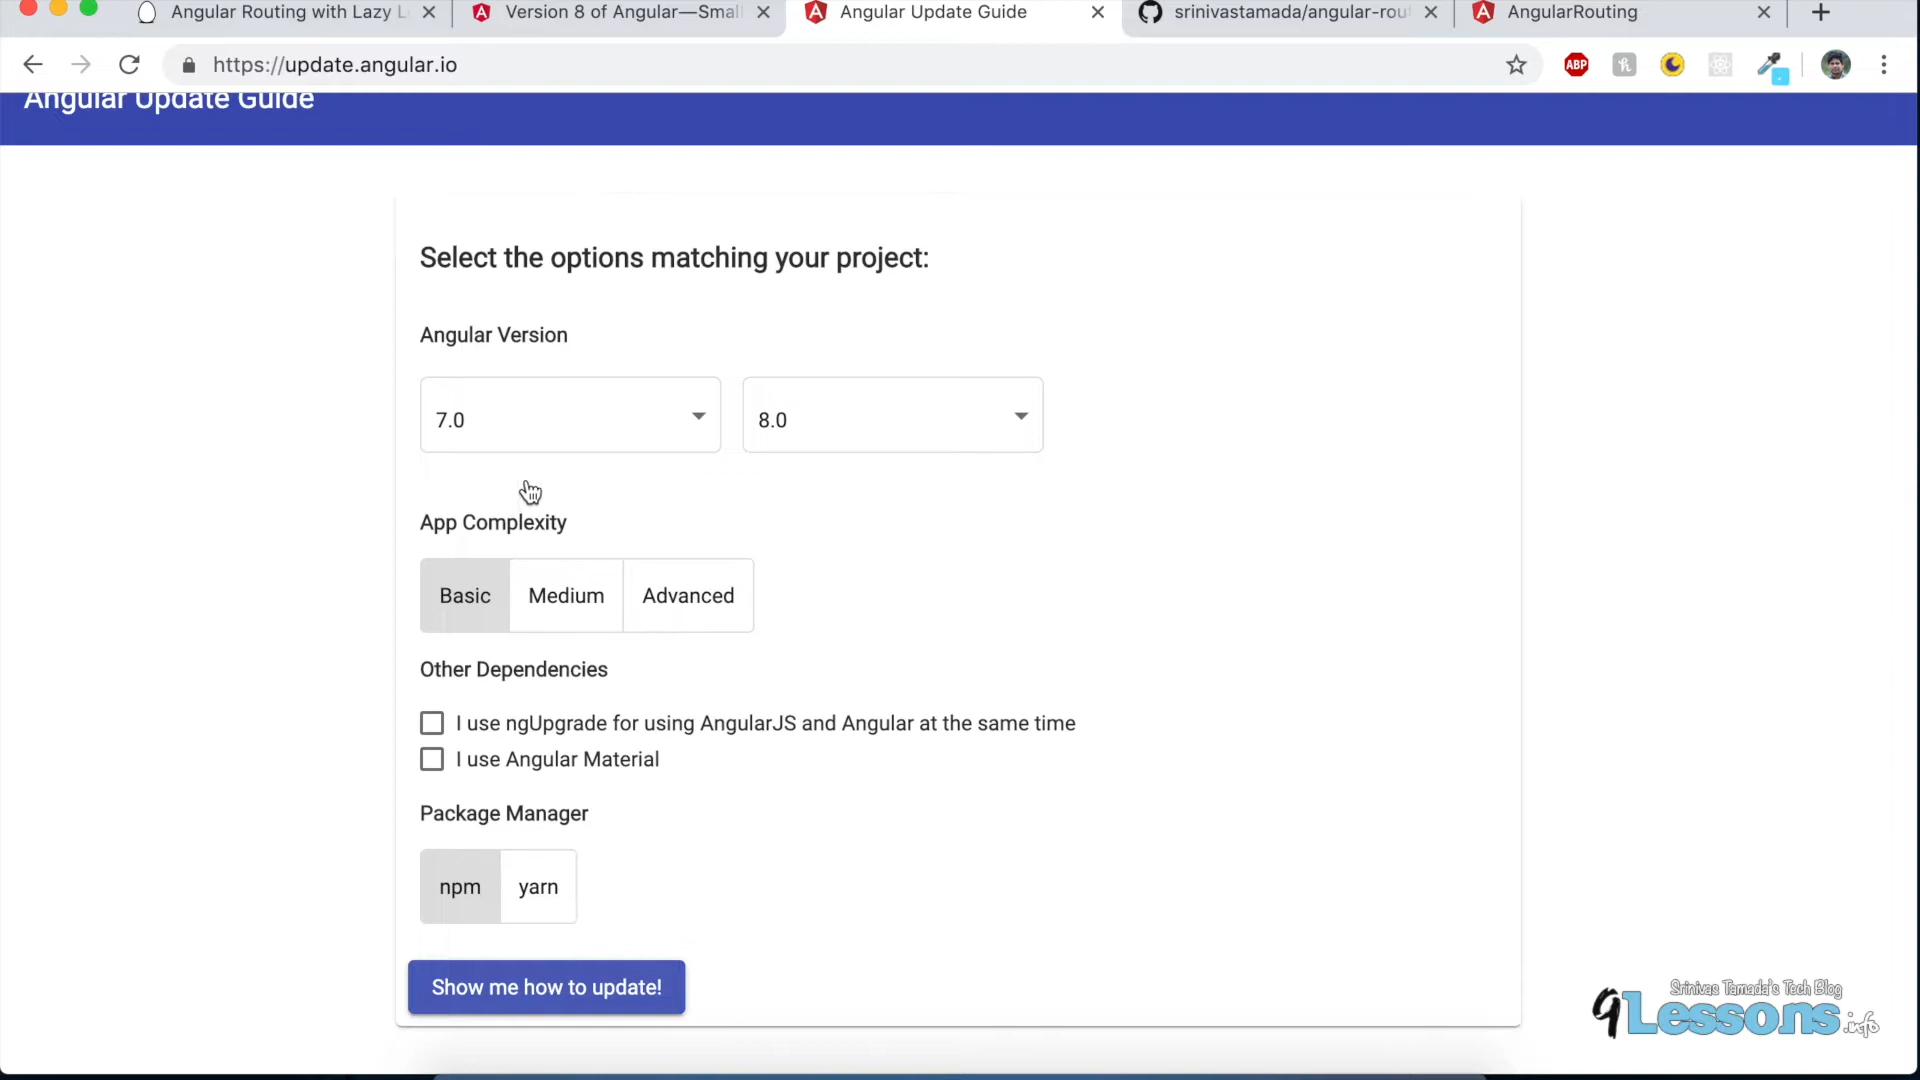 Angular Routing with Lazy L
Version 8 of Angular—Smal
Angular Update Guide
srinivastamada/angular-rou
AngularRouting
https://update.angular.io
ABP
Angular Update Guide
Select the options matching your project:
Angular Version
7.0
8.0
App Complexity
Basic
Medium
Advanced
Other Dependencies
I use ngUpgrade for using AngularJS and Angular at the same time
I use Angular Material
Package Manager
npm
yarn
Show me how to update!
Srinivas Tamada's Tech Blog
9Lessons.info